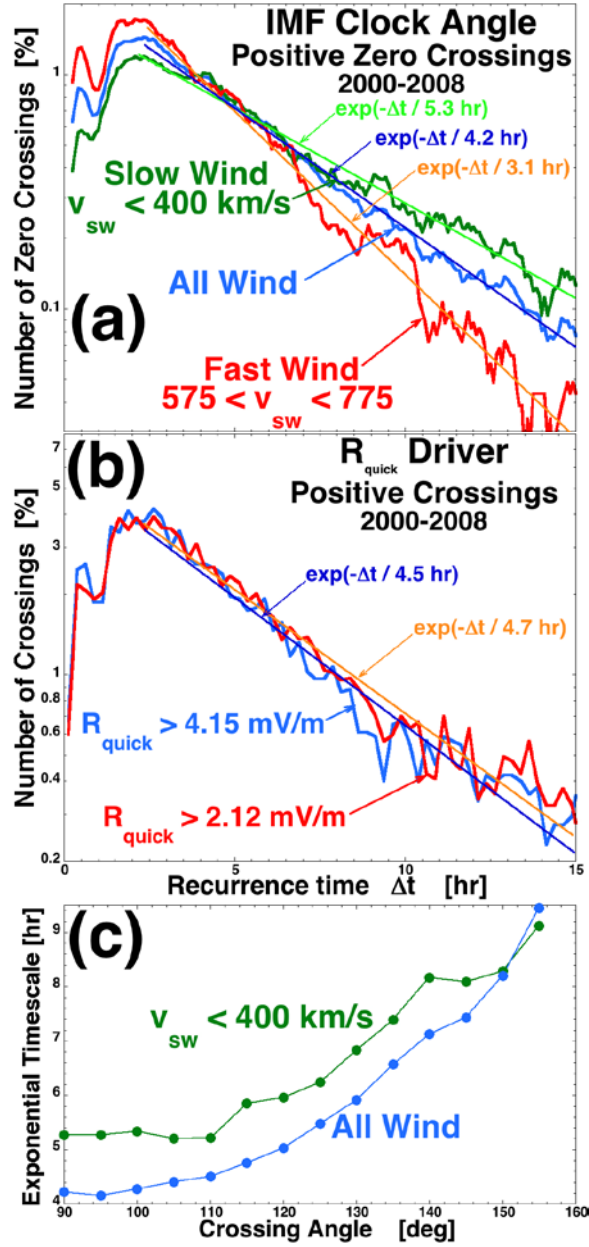 IMF Clock Angle
Positive Zero Crossings
2000-2008
exp(-Δt / 5.3 hr)
exp(-Δt / 4.2 hr)
exp(-Δt / 3.1 hr)
Slow Wind
v sw < 400 km/s
All Wind
Fast Wind
575 < v sw < 775
(a)
Number of Zero Crossings [%]
1
0.1
(b)
R quick Driver
Positive Crossings
2000-2008
exp(-Δt / 4.5 hr)
exp(-Δt / 4.7 hr)
R quick > 4.15 mV/m
R quick > 2.12 mV/m
Number of Crossings [%]
7
5
3
1
0.8
0.6
0.4
0.2
0 5 10 15
Recurrence time Δt [hr]
(c)
v sw < 400 km/s
All Wind
Exponential Timescale [hr]
9
8
7
6
5
4
90 100 110 120 130 140 150 160
Crossing Angle [deg]